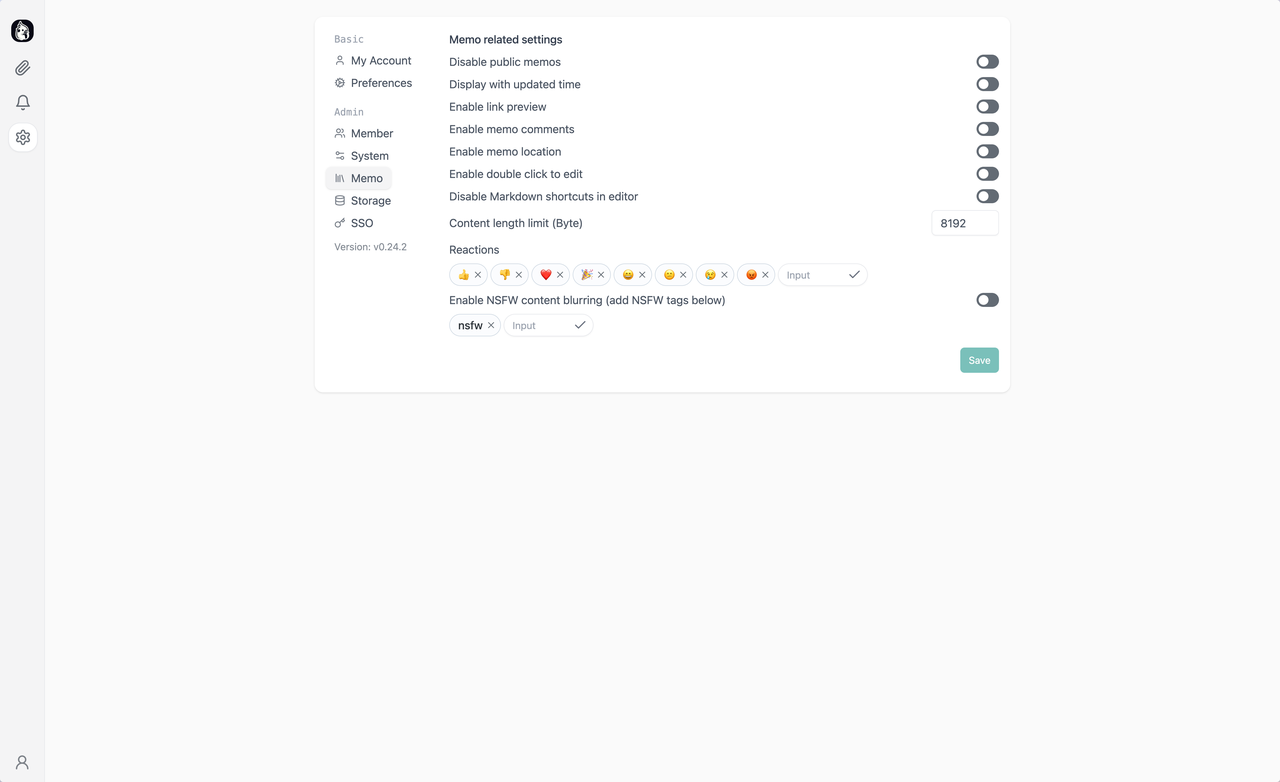 Basic
My Account
Preferences
Admin
Member
System
Memo
Storage
SSO
Version: v0.24.2
Memo related settings
Disable public memos
Display with updated time
Enable link preview
Enable memo comments
Enable memo location
Enable double click to edit
Disable Markdown shortcuts in editor
Content length limit (Byte) 8192
Reactions
Input
Enable NSFW content blurring (add NSFW tags below)
nsfw Input
Save